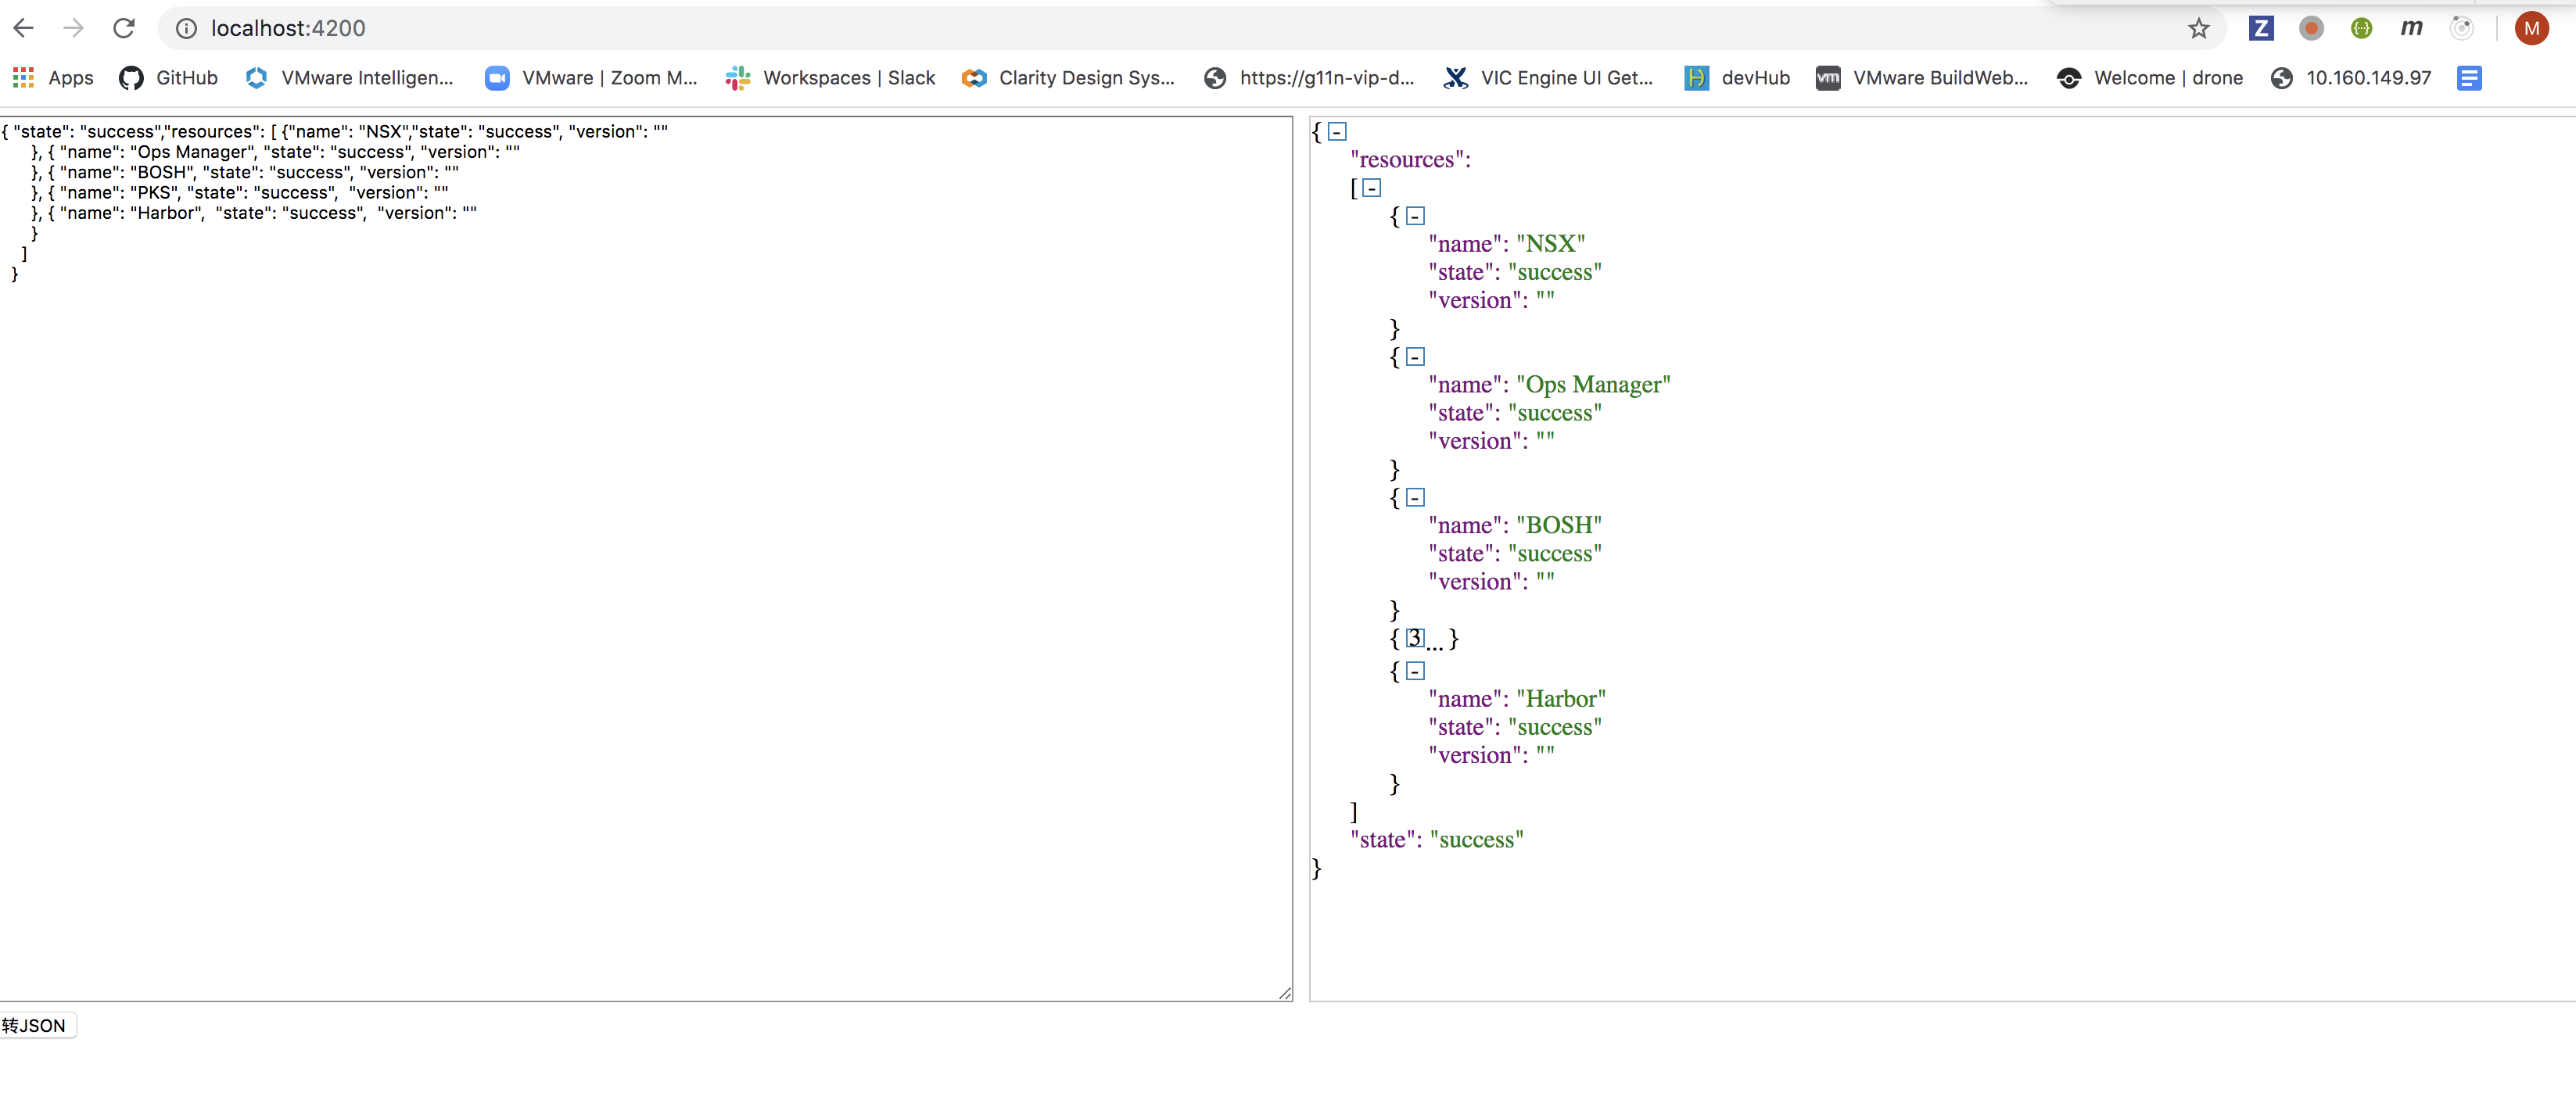 localhost:4200
M
Apps
GitHub
VMware Intelligen...
VMware | Zoom M...
Workspaces | Slack
Clarity Design Sys...
https://g11n-vip-d...
VIC Engine UI Get...
devHub
VMware BuildWeb...
Welcome | drone
10.160.149.97
{ "state": "success","resources": [ {"name": "NSX","state": "success", "version": ""
}, { "name": "Ops Manager", "state": "success", "version": ""
}, { "name": "BOSH", "state": "success", "version": ""
}, { "name": "PKS", "state": "success",  "version": ""
}, { "name": "Harbor",  "state": "success",  "version": ""
}
]
}
{ -
"resources":
[ -
{ -
"name": "NSX"
"state": "success"
"version": ""
}
{ -
"name": "Ops Manager"
"state": "success"
"version": ""
}
{ -
"name": "BOSH"
"state": "success"
"version": ""
}
{ 3 ... }
{ -
"name": "Harbor"
"state": "success"
"version": ""
}
]
"state": "success"
}
转JSON